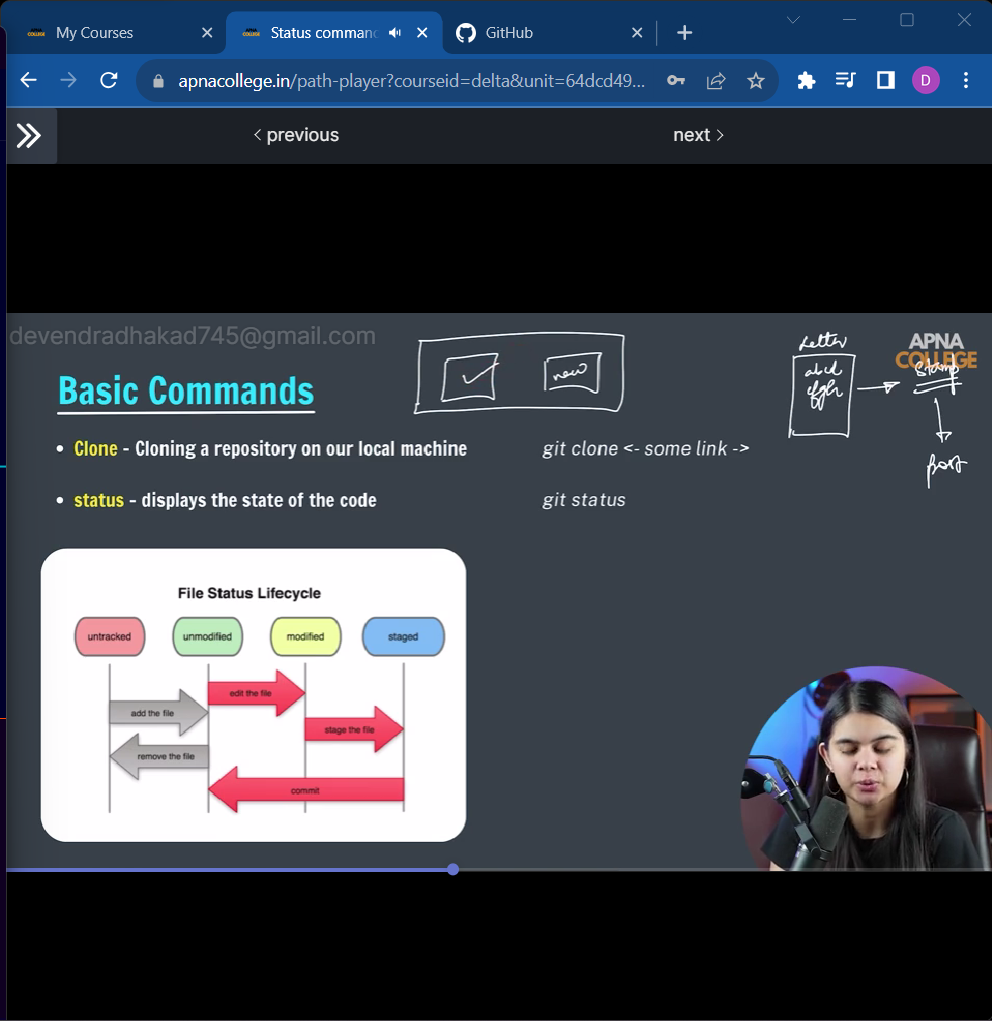 My Courses
Status comman
GitHub
apnacollege.in/path-player?courseid=delta&unit=64dcd49...
D
previous
next
devendradhakad745@gmail.com
Letter
APNA
COLLEGE
abcd
efgh
stamp
new
post
Basic Commands
• Clone - Cloning a repository on our local machine
git clone <- some link ->
• status - displays the state of the code
git status
File Status Lifecycle
untracked
unmodified
modified
staged
edit the file
add the file
stage the file
remove the file
commit